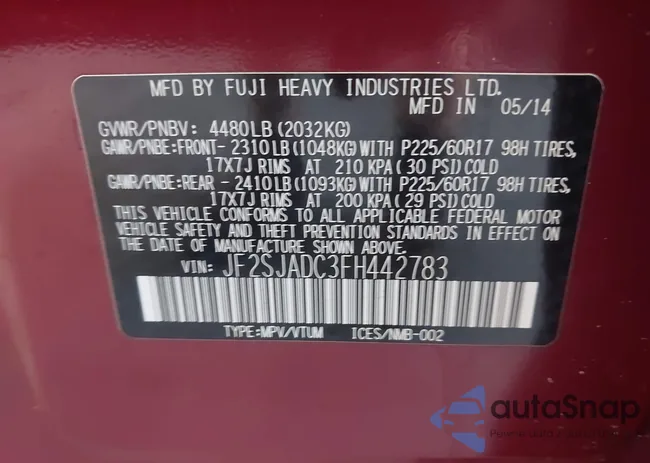 MFD BY FUJI HEAVY INDUSTRIES LTD.
MFD IN 05/14
GVWR/PNBV: 4480LB (2032KG)
GAWR/PNBE:FRONT-2310LB(1048KG)WITH P225/60R17 98H TIRES,
17X7J RIMS AT 210 KPA (30 PSI)COLD
GAWR/PNBE:REAR -2410LB(1093KG)WITH P225/60R17 98H TIRES,
17X7J RIMS AT 200 KPA (29 PSI)COLD
THIS VEHICLE CONFORMS TO ALL APPLICABLE FEDERAL MOTOR
VEHICLE SAFETY AND THEFT PREVENTION STANDARDS IN EFFECT ON
THE DATE OF MANUFACTURE SHOWN ABOVE.
VIN: JF2SJADC3FH442783
TYPE:MPV/VTUM ICES/NMB-002
autaSnap